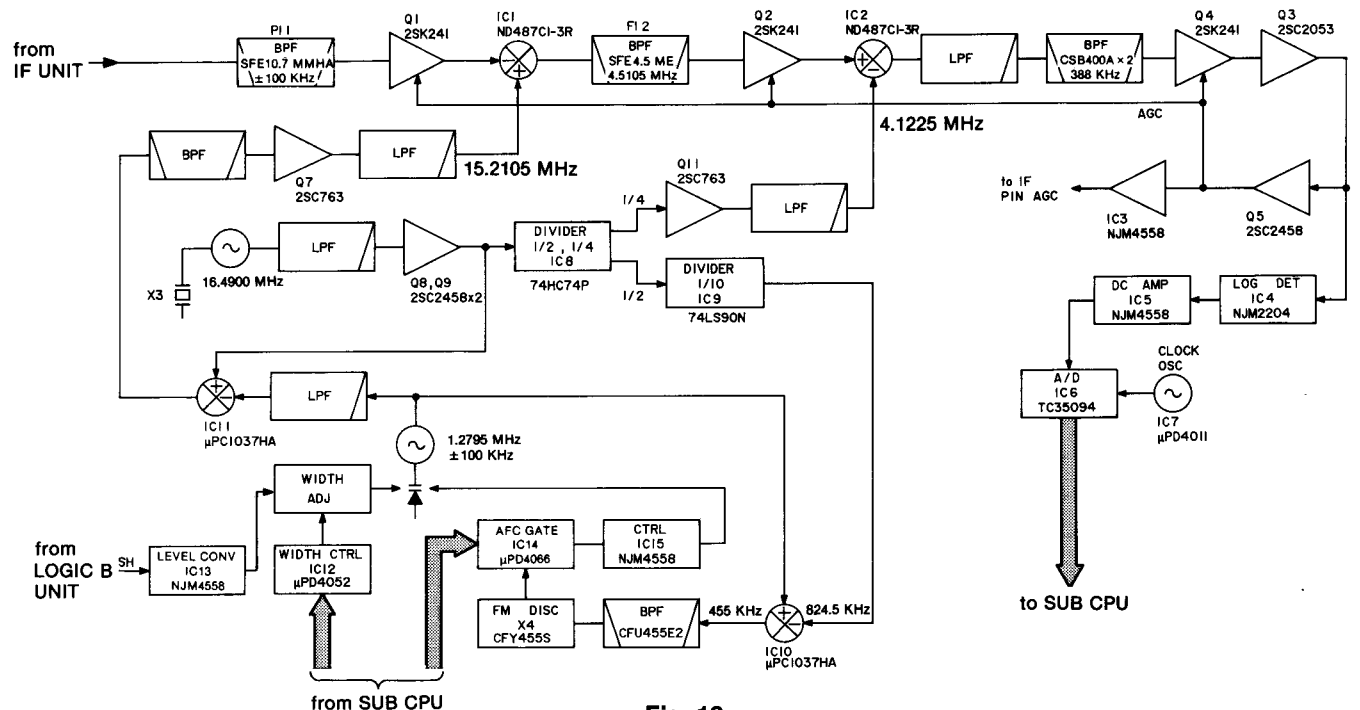 from
IF UNIT
FI1
BPF
SFE10.7 MMHA
±100 KHz
Q1
2SK241
IC1
ND487C1-3R
FI2
BPF
SFE4.5 ME
4.5105 MHz
Q2
2SK241
IC2
ND487C1-3R
LPF
BPF
CSB400A×2
388 KHz
Q4
2SK241
Q3
2SC2053
AGC
4.1225 MHz
BPF
Q7
2SC763
LPF
15.2105 MHz
Q11
2SC763
LPF
to IF
PIN AGC
IC3
NJM4558
Q5
2SC2458
X3
16.4900 MHz
LPF
Q8,Q9
2SC2458x2
DIVIDER
1/2 , 1/4
IC8
74HC74P
1/4
1/2
DIVIDER
1/10
IC9
74LS90N
DC AMP
IC5
NJM4558
LOG DET
IC4
NJM2204
A/D
IC6
TC35094
CLOCK
OSC
IC7
μPD4011
IC11
μPC1037HA
LPF
1.2795 MHz
±100 KHz
WIDTH
ADJ
from
LOGIC B
UNIT
SH
LEVEL CONV
IC13
NJM4558
WIDTH CTRL
IC12
μPD4052
AFC GATE
IC14
μPD4066
CTRL
IC15
NJM4558
FM DISC
X4
CFY455S
BPF
CFU455E2
455 KHz
824.5 KHz
IC10
μPC1037HA
to SUB CPU
from SUB CPU